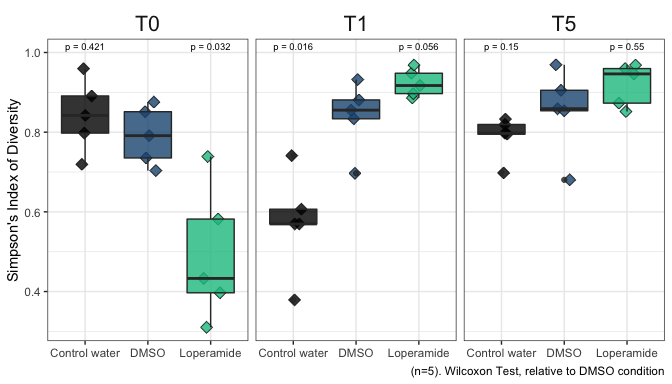 T0 T1 T5
p = 0.421 p = 0.032 p = 0.016 p = 0.056 p = 0.15 p = 0.55
Simpson's Index of Diversity
1.0
0.8
0.6
0.4
Control water DMSO Loperamide Control water DMSO Loperamide Control water DMSO Loperamide
(n=5). Wilcoxon Test, relative to DMSO condition